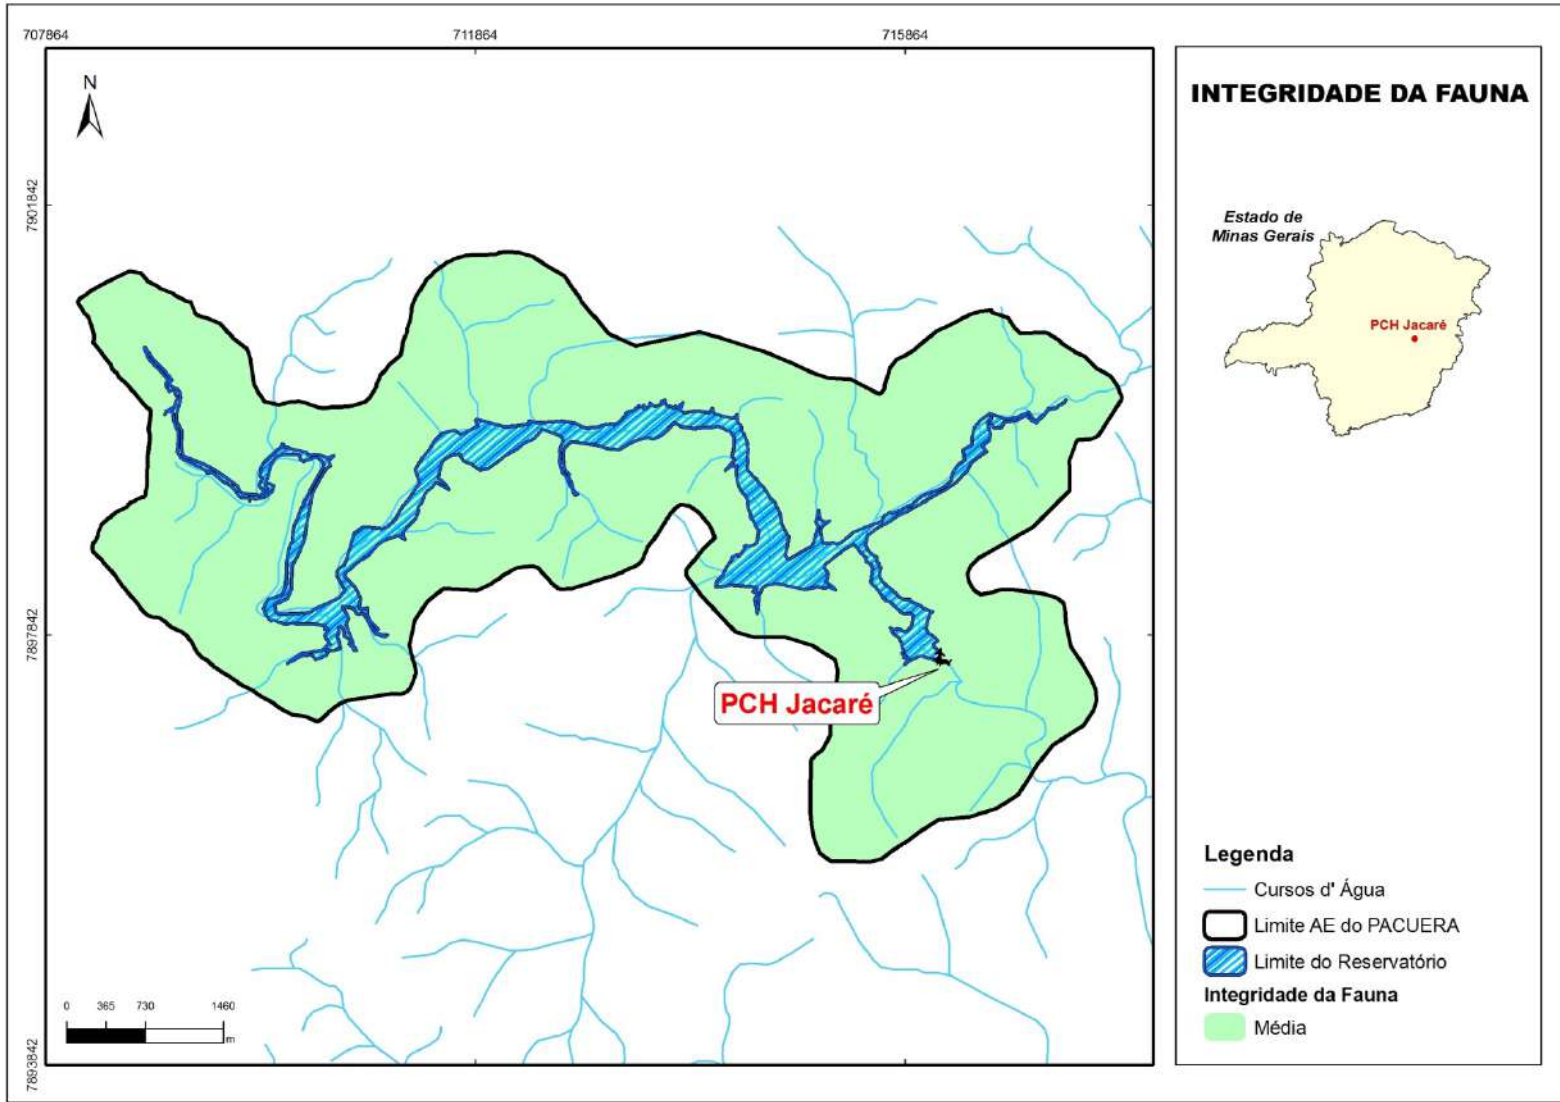 707864
711864
715864
N
7901842
7897842
7893842
PCH Jacaré
0 365 730 1460
m
INTEGRIDADE DA FAUNA
Estado de
Minas Gerais
PCH Jacaré
Legenda
Cursos d' Água
Limite AE do PACUERA
Limite do Reservatório
Integridade da Fauna
Média